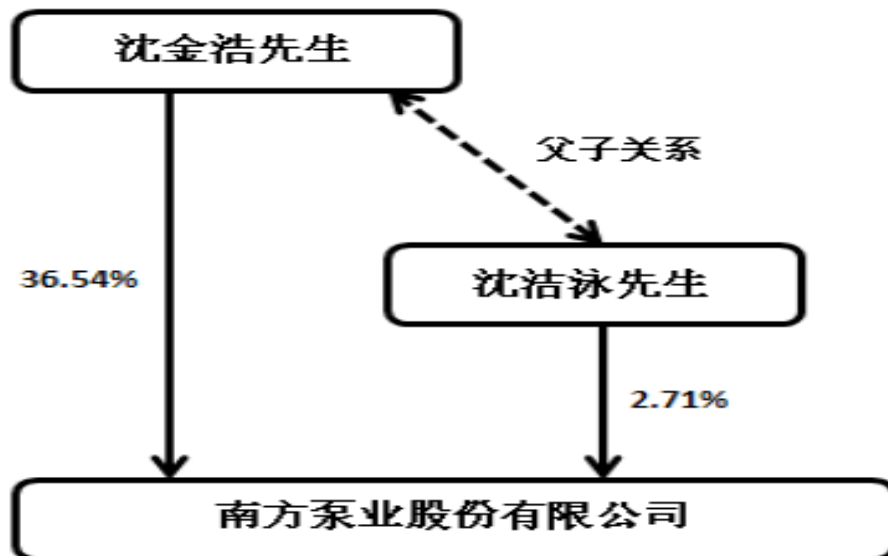 沈金浩先生
父子关系
36.54%
沈洁泳先生
2.71%
南方泵业股份有限公司